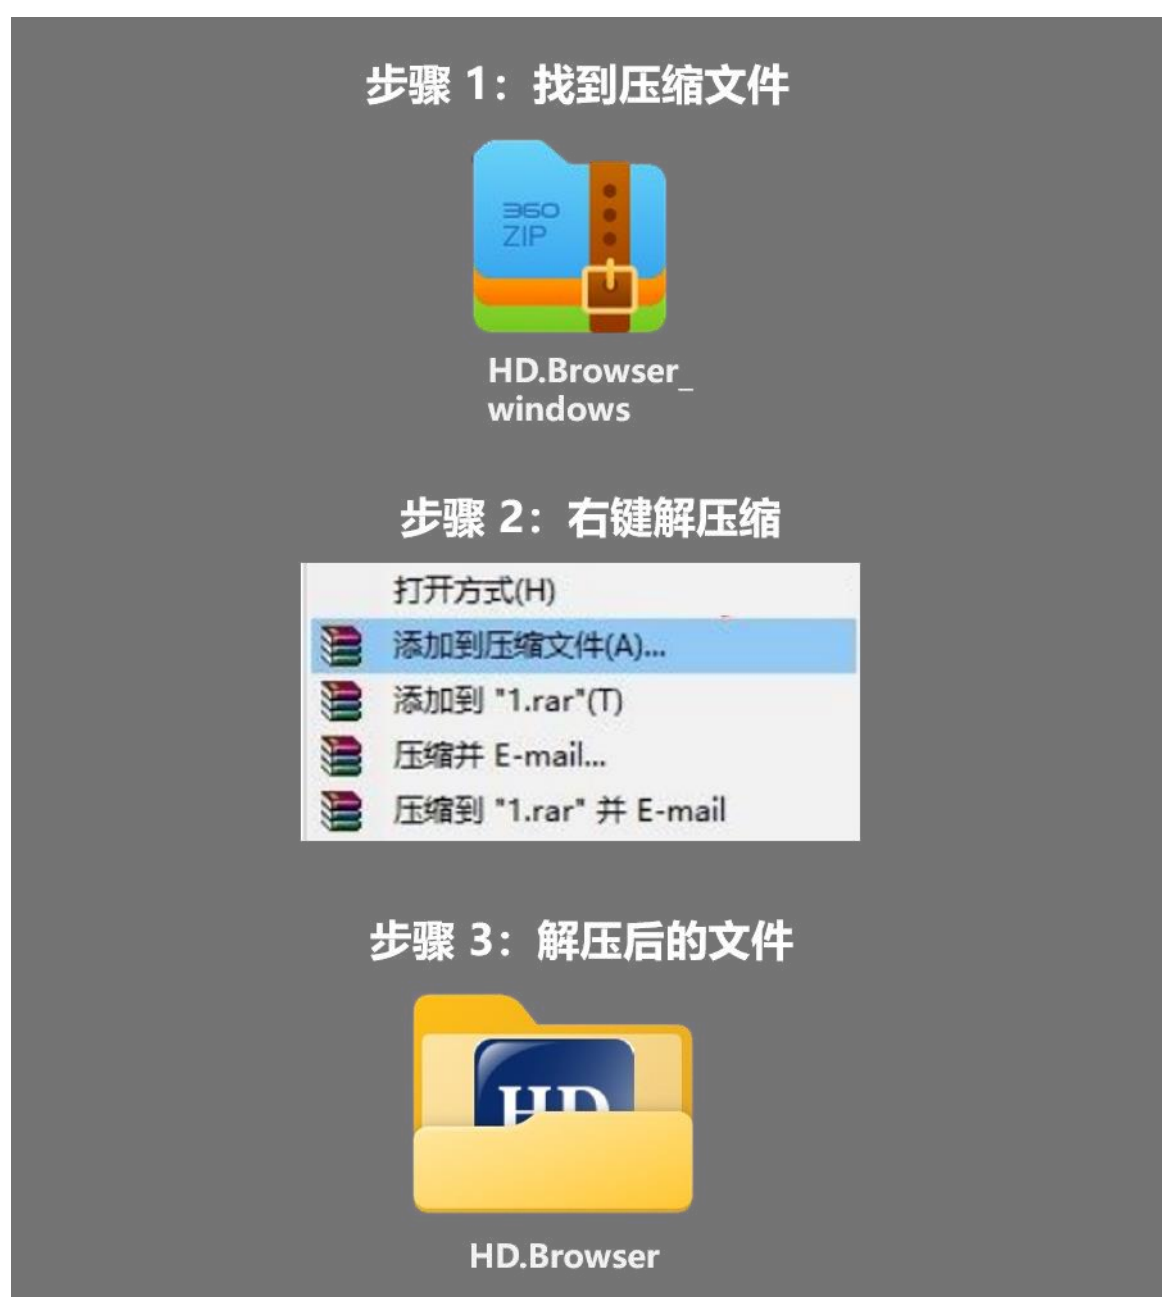 步骤 1：找到压缩文件
360
ZIP
HD.Browser_
windows
步骤 2：右键解压缩
打开方式(H)
添加到压缩文件(A)...
添加到 "1.rar"(T)
压缩并 E-mail...
压缩到 "1.rar" 并 E-mail
步骤 3：解压后的文件
HD
HD.Browser